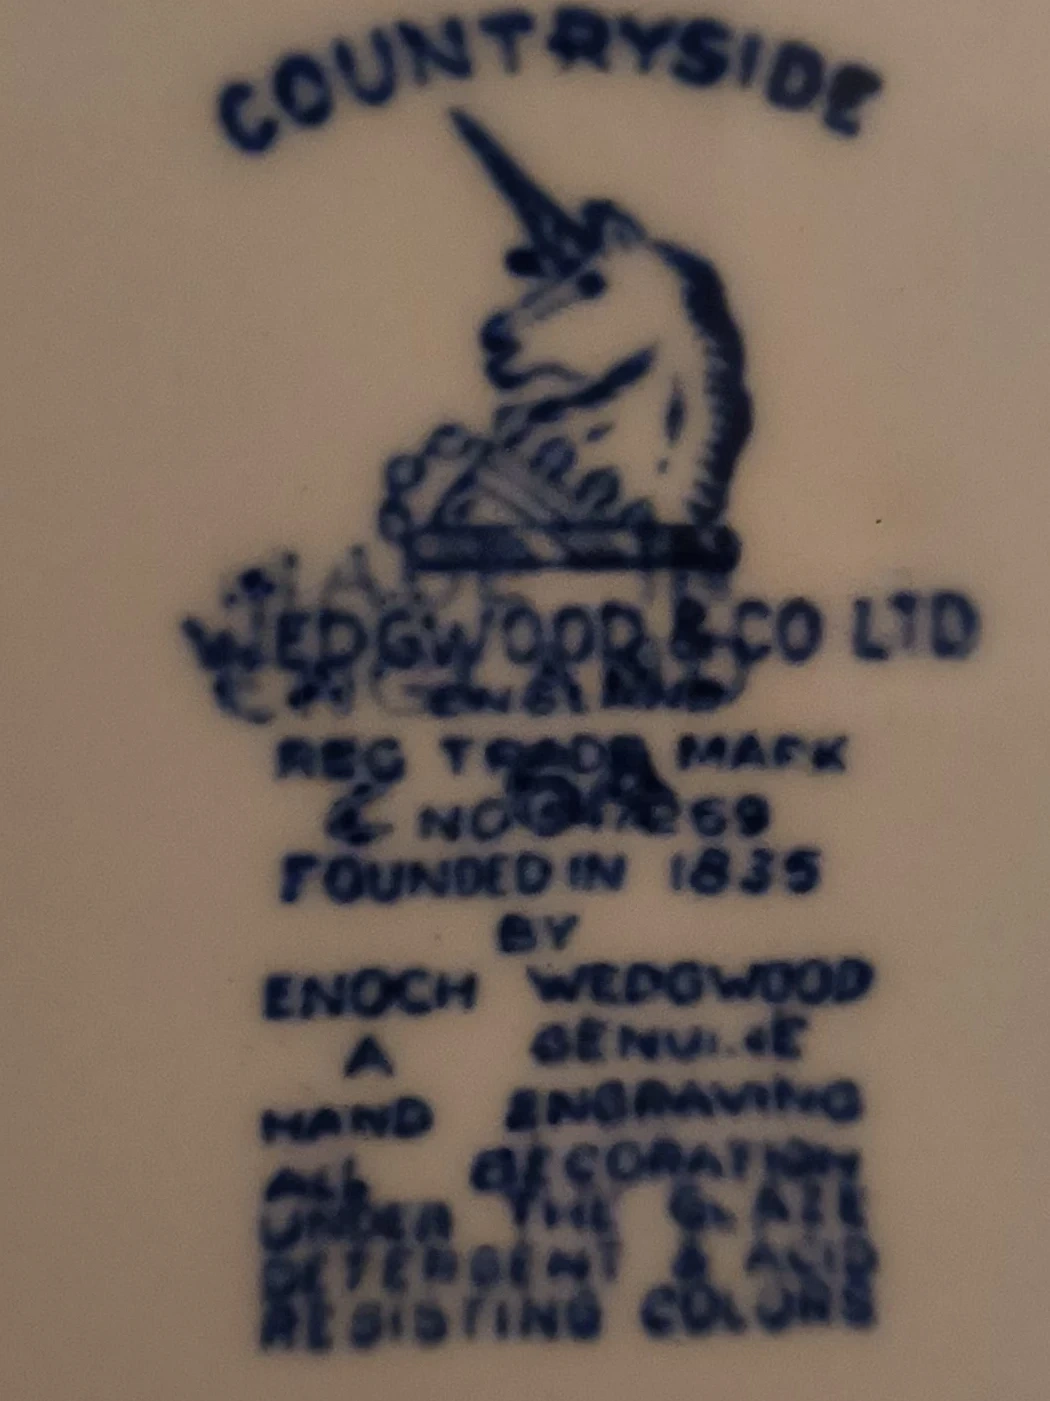 COUNTRYSIDE
WEDGWOOD & CO LTD
ENGLAND
REG TRADE MARK
NO
FOUNDED IN 1835
BY
ENOCH WEDGWOOD
A GENUINE
HAND ENGRAVING
ALL DECORATION
UNDER THE GLAZE
DETERGENT & ACID
RESISTING COLORS